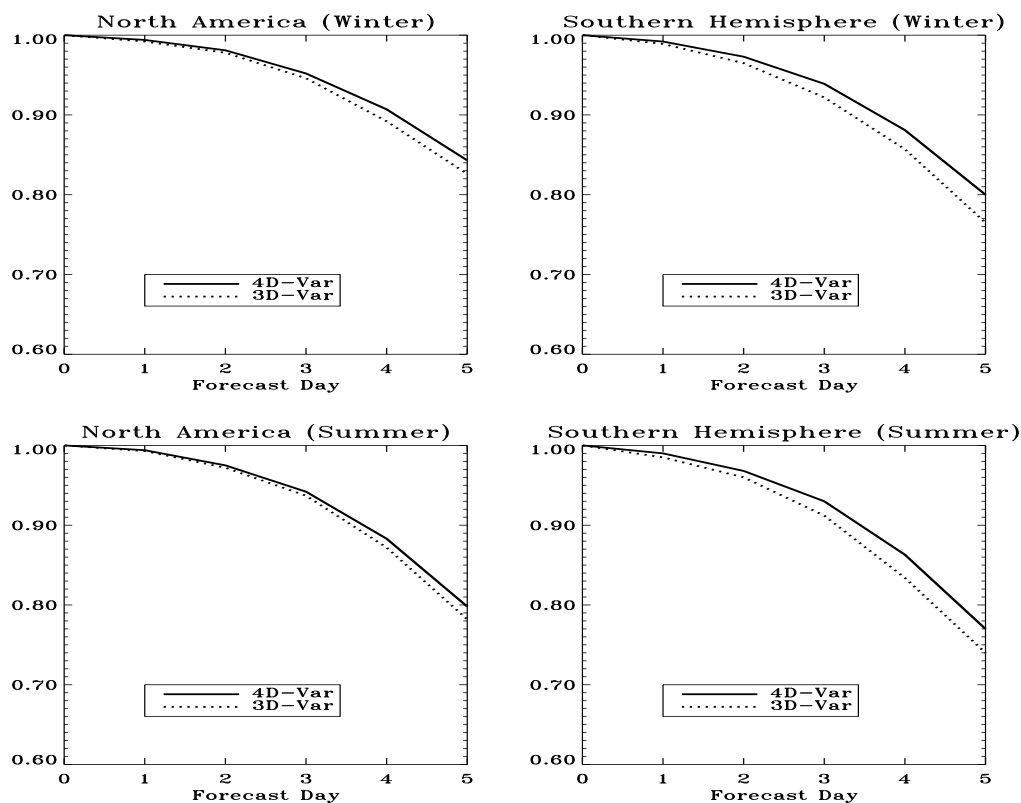 North America (Winter)
1.00
0.90
0.80
0.70
0.60
0 1 2 3 4 5
Forecast Day
4D-Var
3D-Var
Southern Hemisphere (Winter)
1.00
0.90
0.80
0.70
0.60
0 1 2 3 4 5
Forecast Day
4D-Var
3D-Var
North America (Summer)
1.00
0.90
0.80
0.70
0.60
0 1 2 3 4 5
Forecast Day
4D-Var
3D-Var
Southern Hemisphere (Summer)
1.00
0.90
0.80
0.70
0.60
0 1 2 3 4 5
Forecast Day
4D-Var
3D-Var